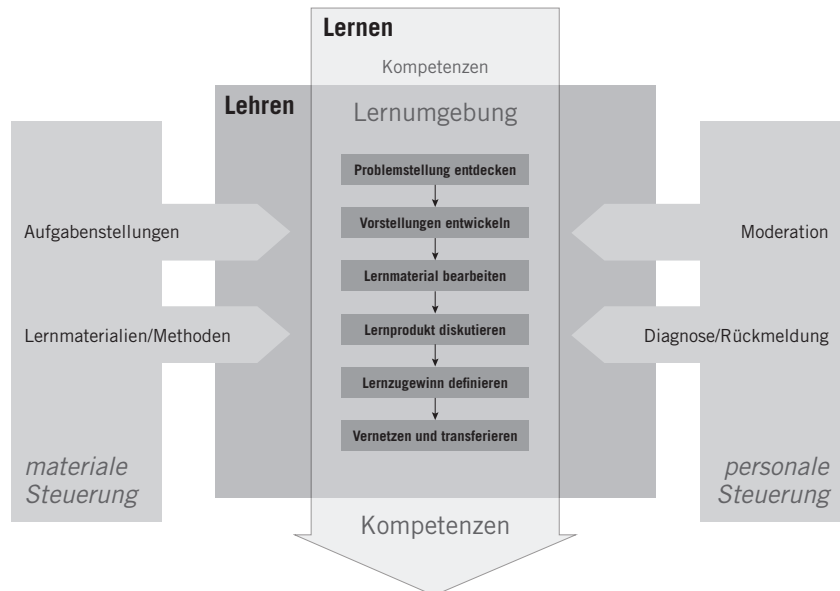 Lernen
Kompetenzen
Lehren
Lernumgebung
Problemstellung entdecken
Vorstellungen entwickeln
Lernmaterial bearbeiten
Lernprodukt diskutieren
Lernzugewinn definieren
Vernetzen und transferieren
Kompetenzen
Aufgabenstellungen
Lernmaterialien/Methoden
materiale
Steuerung
Moderation
Diagnose/Rückmeldung
personale
Steuerung